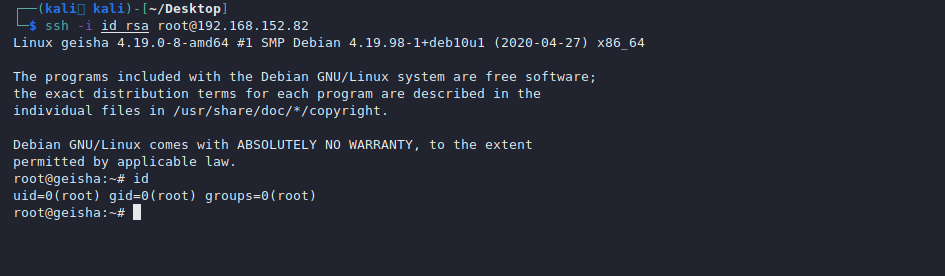 ┌──(kali㉿kali)-[~/Desktop]
└─$ ssh -i id_rsa root@192.168.152.82
Linux geisha 4.19.0-8-amd64 #1 SMP Debian 4.19.98-1+deb10u1 (2020-04-27) x86_64

The programs included with the Debian GNU/Linux system are free software;
the exact distribution terms for each program are described in the
individual files in /usr/share/doc/*/copyright.

Debian GNU/Linux comes with ABSOLUTELY NO WARRANTY, to the extent
permitted by applicable law.
root@geisha:~# id
uid=0(root) gid=0(root) groups=0(root)
root@geisha:~#